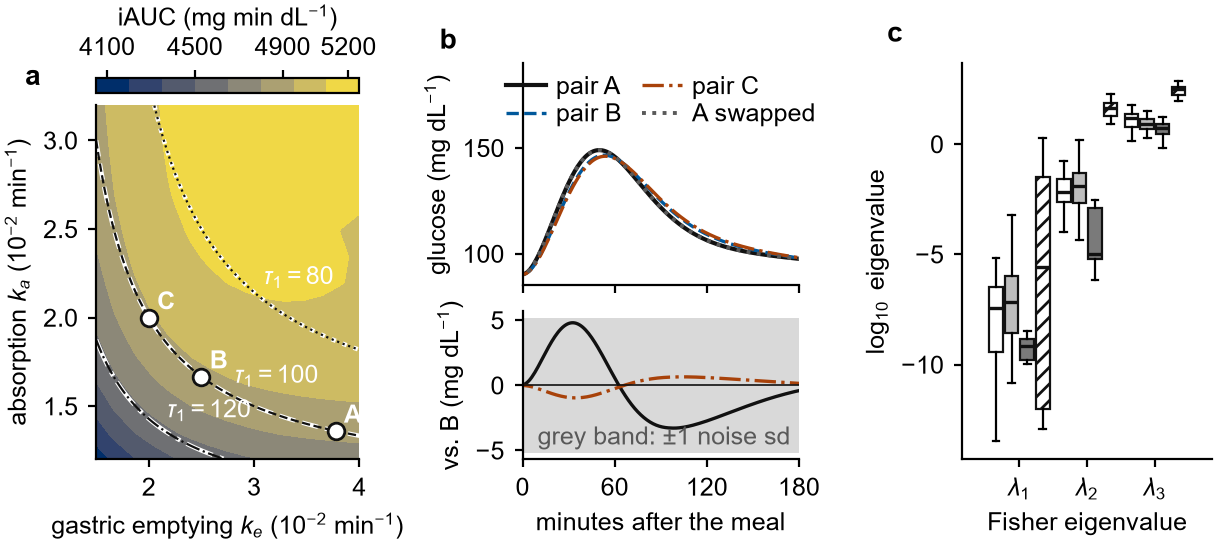 a
iAUC (mg min dL⁻¹)
4100 4500 4900 5200
absorption kₐ (10⁻² min⁻¹)
3.0
2.5
2.0
1.5
τ₁ = 80
C
B
τ₁ = 100
τ₁ = 120
A
2 3 4
gastric emptying kₑ (10⁻² min⁻¹)
b
pair A
pair B
pair C
A swapped
glucose (mg dL⁻¹)
150
100
vs. B (mg dL⁻¹)
5
0
−5
grey band: ±1 noise sd
0 60 120 180
minutes after the meal
c
log₁₀ eigenvalue
0
−5
−10
λ₁ λ₂ λ₃
Fisher eigenvalue